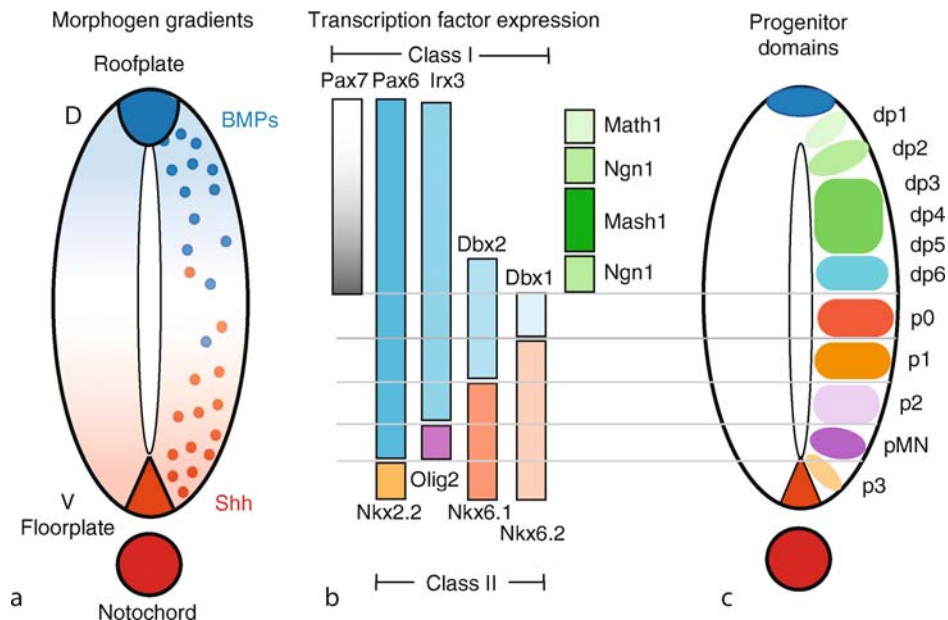 Morphogen gradients
Roofplate
D
BMPs
V
Floorplate
Shh
Notochord
a
Transcription factor expression
Class I
Pax7 Pax6 Irx3
Math1
Ngn1
Mash1
Ngn1
Dbx2
Dbx1
Olig2
Nkx2.2
Nkx6.1
Nkx6.2
Class II
b
Progenitor
domains
dp1
dp2
dp3
dp4
dp5
dp6
p0
p1
p2
pMN
p3
c